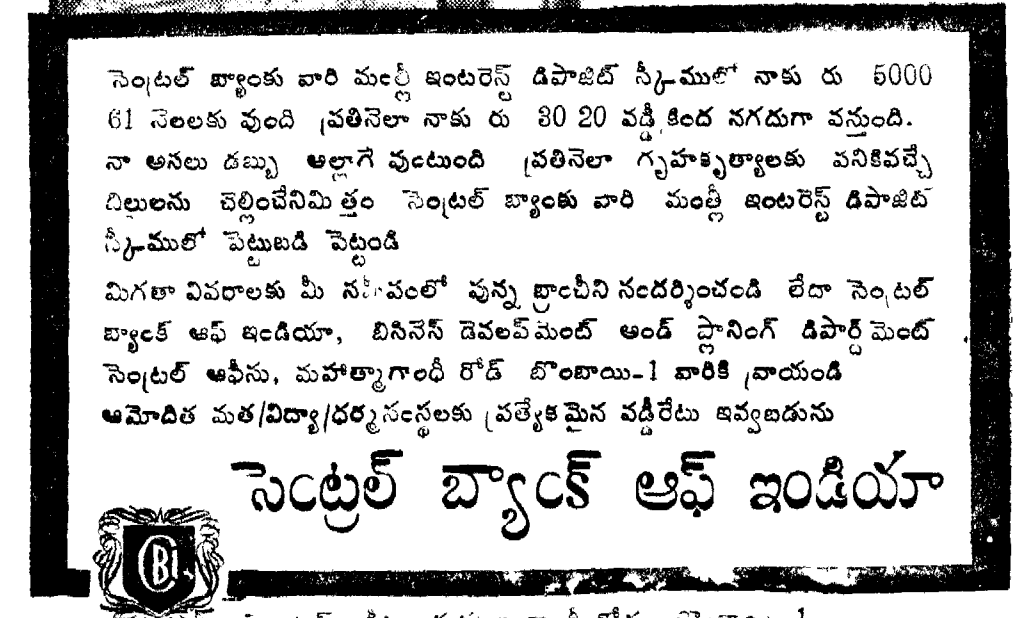 సెంట్రల్ బ్యాంకు వారి మంత్లీ ఇంటరెస్ట్ డిపాజిట్ స్కీములో నాకు రు 5000
61 నెలలకు వుంది ప్రతినెలా నాకు రు 30 20 వడ్డీ కింద నగదుగా వస్తుంది.
నా అసలు డబ్బు అల్లాగే వుంటుంది ప్రతినెలా గృహకృత్యాలకు పనికివచ్చే
బిల్లులను చెల్లించేనిమిత్తం సెంట్రల్ బ్యాంకు వారి మంత్లీ ఇంటరెస్ట్ డిపాజిట్
స్కీములో పెట్టుబడి పెట్టండి
మిగతా వివరాలకు మీ సమీపంలో వున్న బ్రాంచీని సందర్శించండి లేదా సెంట్రల్
బ్యాంక్ ఆఫ్ ఇండియా, బిసినెస్ డెవలప్‌మెంట్ అండ్ ప్లానింగ్ డిపార్ట్‌మెంట్
సెంట్రల్ ఆఫీసు, మహాత్మాగాంధీ రోడ్ బొంబాయి-1 వారికి వ్రాయండి
ఆమోదిత మత/విద్యా/ధర్మసంస్థలకు ప్రత్యేకమైన వడ్డీరేటు ఇవ్వబడును
సెంట్రల్ బ్యాంక్ ఆఫ్ ఇండియా
CBI